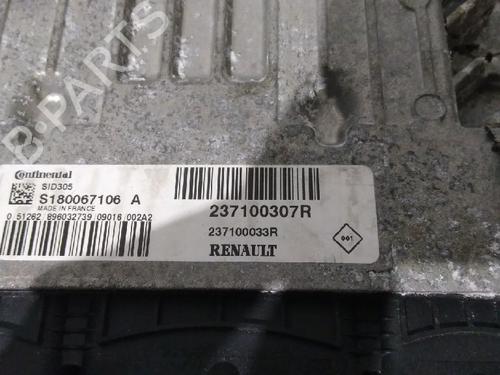 B-PARTS
Continental
SID305
S180067106 A
MADE IN FRANCE
0 51262 896032739 09016 002A2
237100307R
237100033R
RENAULT
001